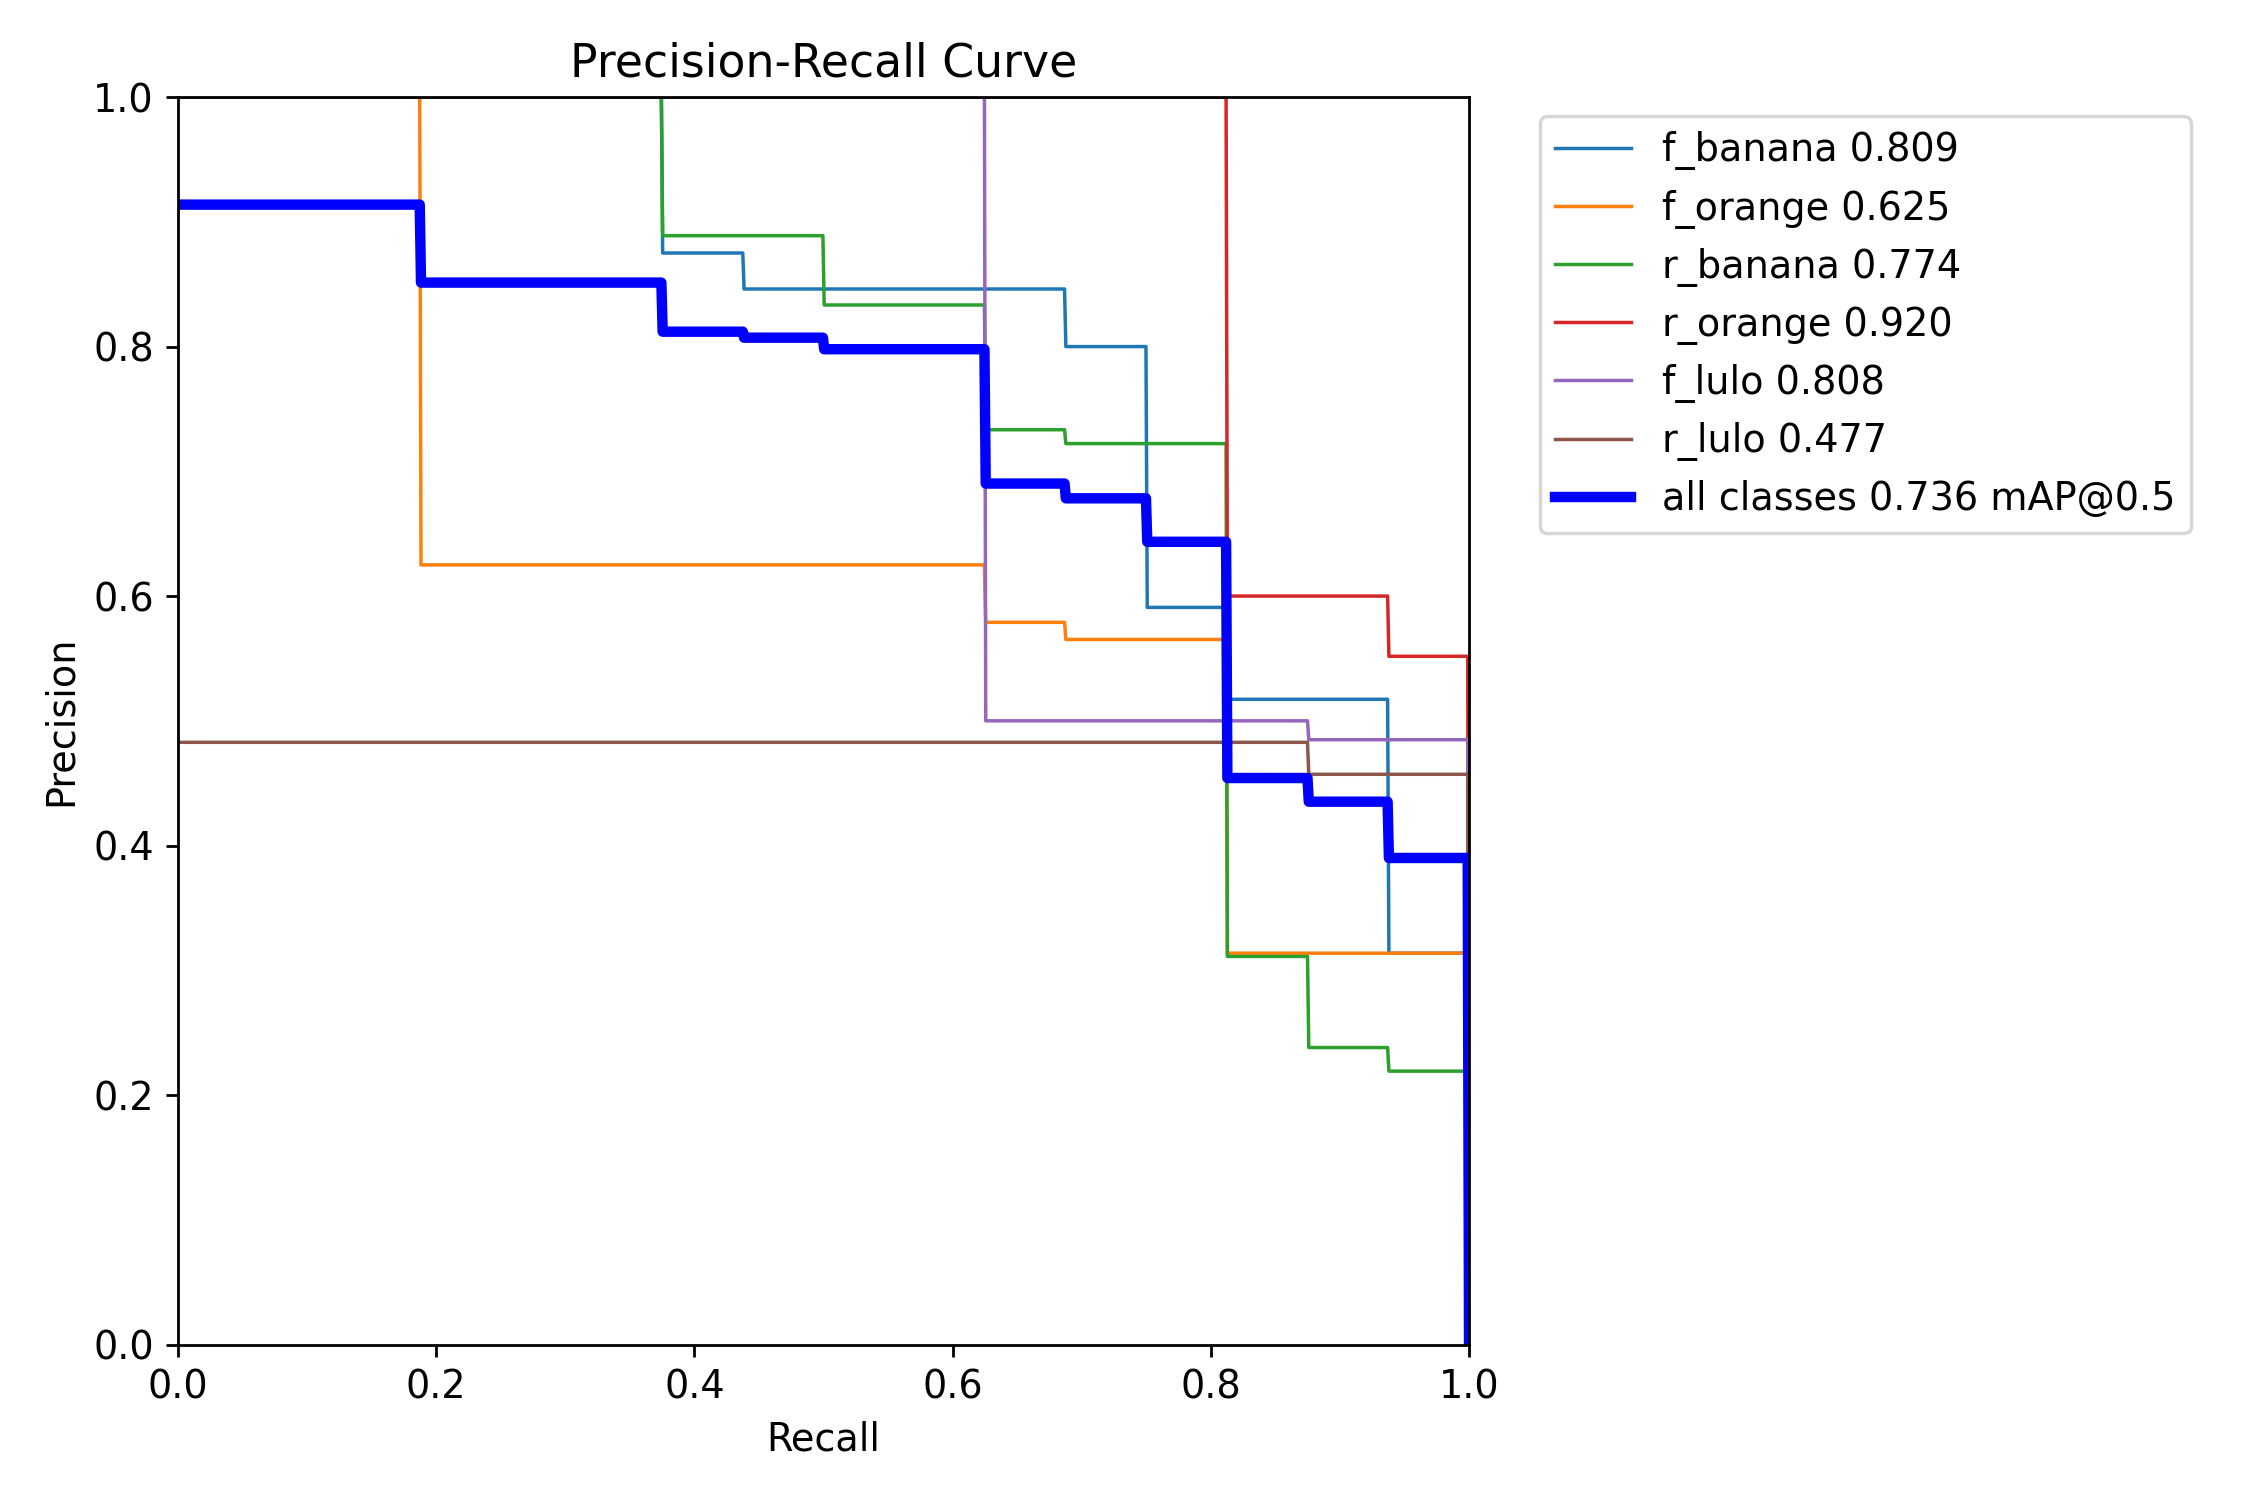 Precision-Recall Curve
1.0
0.8
0.6
0.4
0.2
0.0
Precision
0.0 0.2 0.4 0.6 0.8 1.0
Recall
f_banana 0.809
f_orange 0.625
r_banana 0.774
r_orange 0.920
f_lulo 0.808
r_lulo 0.477
all classes 0.736 mAP@0.5